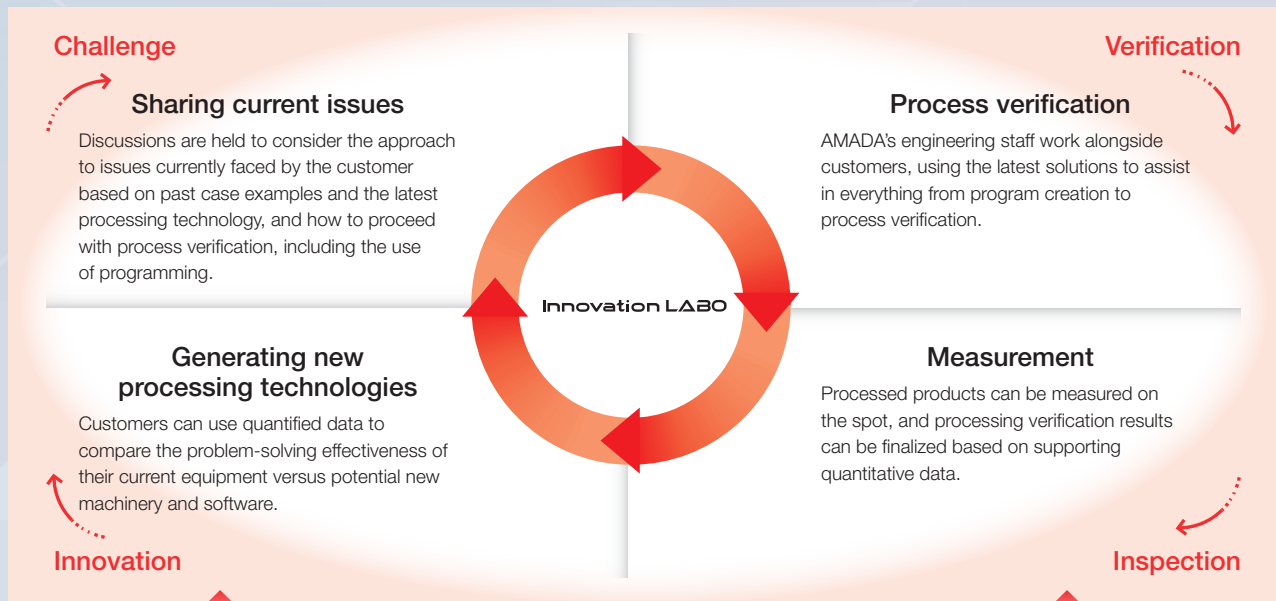 Challenge
Sharing current issues
Discussions are held to consider the approach
to issues currently faced by the customer
based on past case examples and the latest
processing technology, and how to proceed
with process verification, including the use
of programming.
Verification
Process verification
AMADA's engineering staff work alongside
customers, using the latest solutions to assist
in everything from program creation to
process verification.
Innovation LABO
Generating new
processing technologies
Customers can use quantified data to
compare the problem-solving effectiveness of
their current equipment versus potential new
machinery and software.
Innovation
Measurement
Processed products can be measured on
the spot, and processing verification results
can be finalized based on supporting
quantitative data.
Inspection